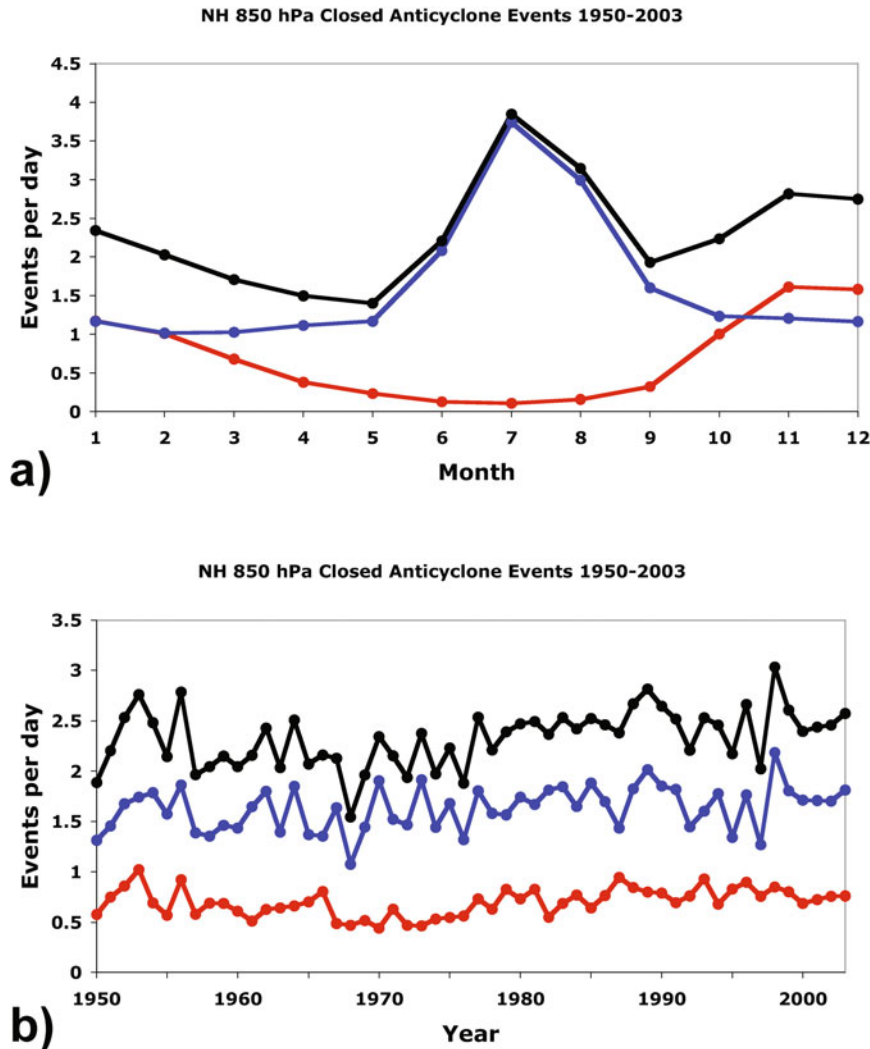 NH 850 hPa Closed Anticyclone Events 1950-2003
4.5
4
3.5
3
2.5
2
1.5
1
0.5
0
Events per day
1 2 3 4 5 6 7 8 9 10 11 12
Month
a)
NH 850 hPa Closed Anticyclone Events 1950-2003
3.5
3
2.5
2
1.5
1
0.5
0
Events per day
1950 1960 1970 1980 1990 2000
Year
b)